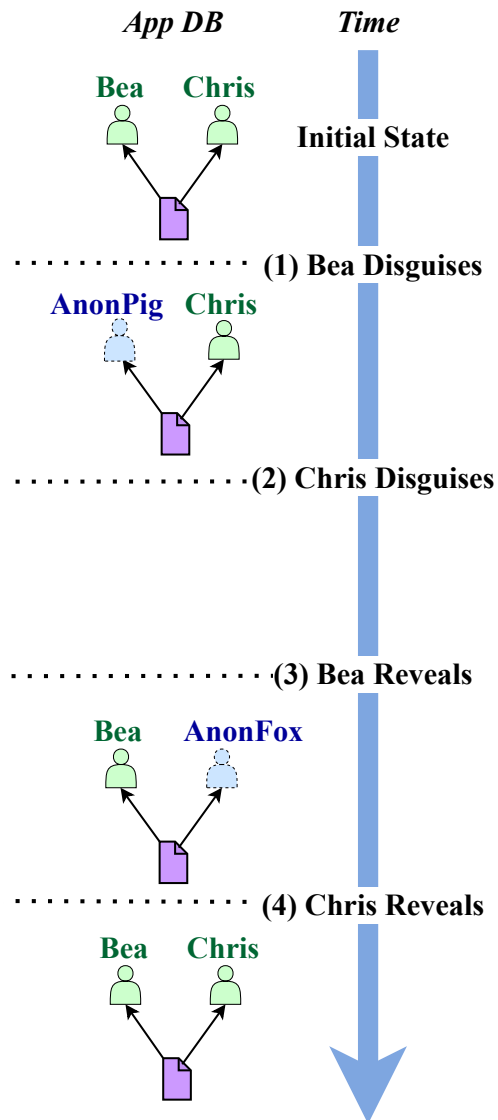 App DB Time
Bea Chris
Initial State
(1) Bea Disguises
AnonPig Chris
(2) Chris Disguises
(3) Bea Reveals
Bea AnonFox
(4) Chris Reveals
Bea Chris